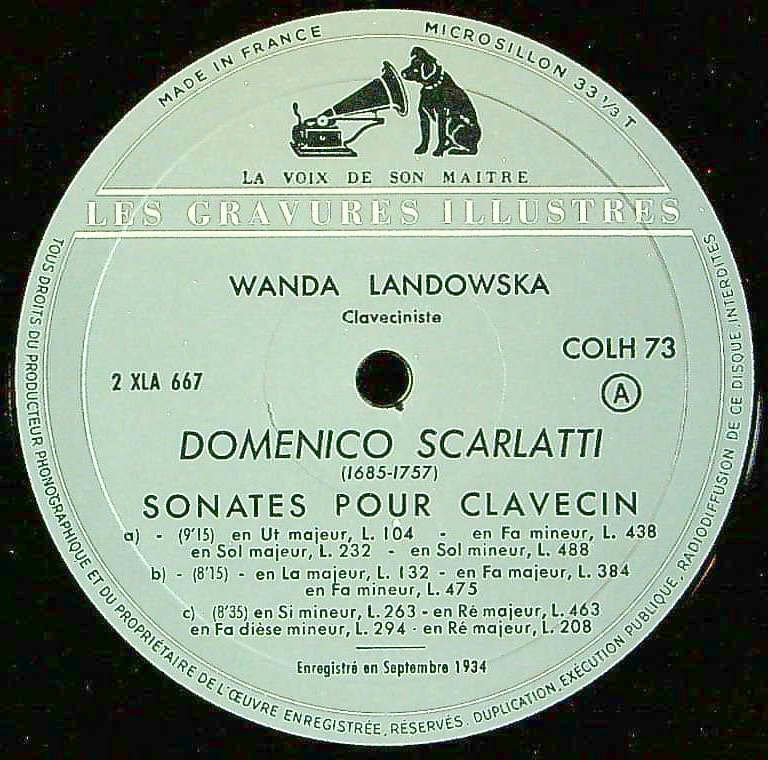 MADE IN FRANCE
MICROSILLON 33 1/3 T
LA VOIX DE SON MAITRE
LES GRAVURES ILLUSTRES
WANDA LANDOWSKA
Claveciniste
COLH 73
2 XLA 667
A
DOMENICO SCARLATTI
(1685-1757)
SONATES POUR CLAVECIN
a) - (9'15) en Ut majeur, L. 104 - en Fa mineur, L. 438
en Sol majeur, L. 232 - en Sol mineur, L. 488
b) - (8'15) - en La majeur, L. 132 - en Fa majeur, L. 384
en Fa mineur, L. 475
c) (8'35) en Si mineur, L. 263 - en Ré majeur, L. 463
en Fa dièse mineur, L. 294 - en Ré majeur, L. 208
Enregistré en Septembre 1934
TOUS DROITS DU PRODUCTEUR PHONOGRAPHIQUE ET DU PROPRIÉTAIRE DE L'ŒUVRE ENREGISTRÉE, RÉSERVÉS. DUPLICATION, EXÉCUTION PUBLIQUE, RADIODIFFUSION DE CE DISQUE, INTERDITES